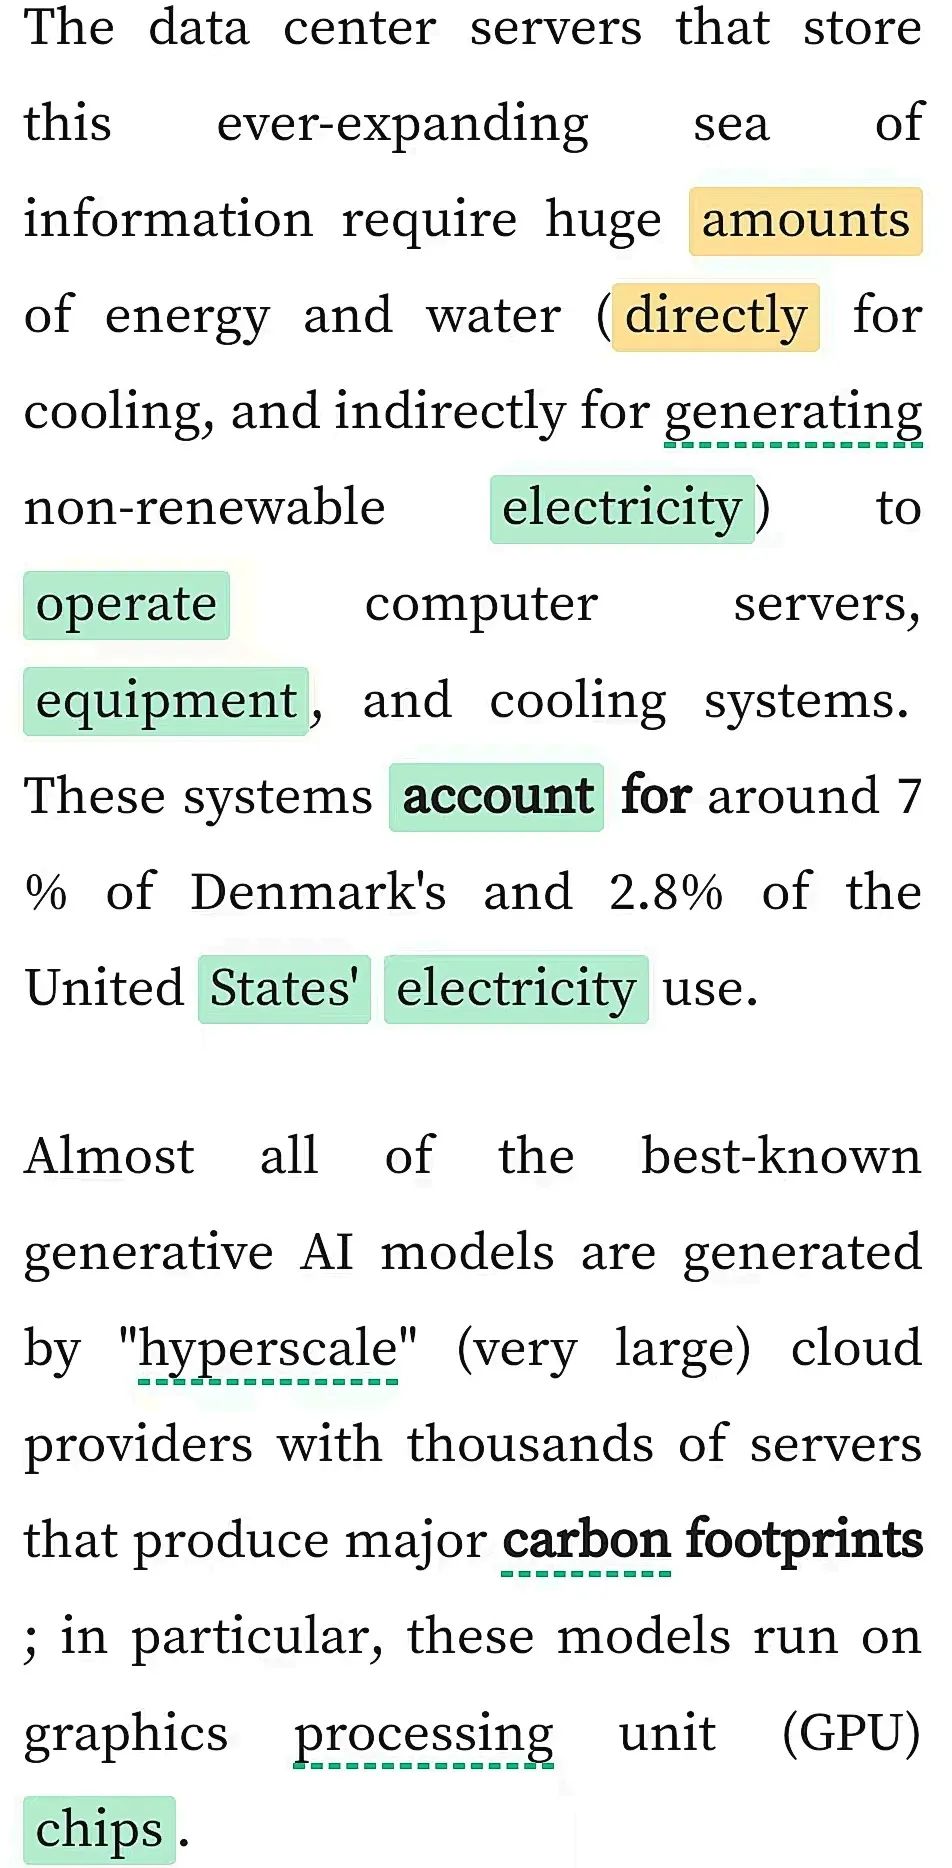 The data center servers that store
this ever-expanding sea of
information require huge amounts
of energy and water (directly for
cooling, and indirectly for generating
non-renewable electricity) to
operate computer servers,
equipment, and cooling systems.
These systems account for around 7
% of Denmark's and 2.8% of the
United States' electricity use.
Almost all of the best-known
generative AI models are generated
by "hyperscale" (very large) cloud
providers with thousands of servers
that produce major carbon footprints
; in particular, these models run on
graphics processing unit (GPU)
chips.